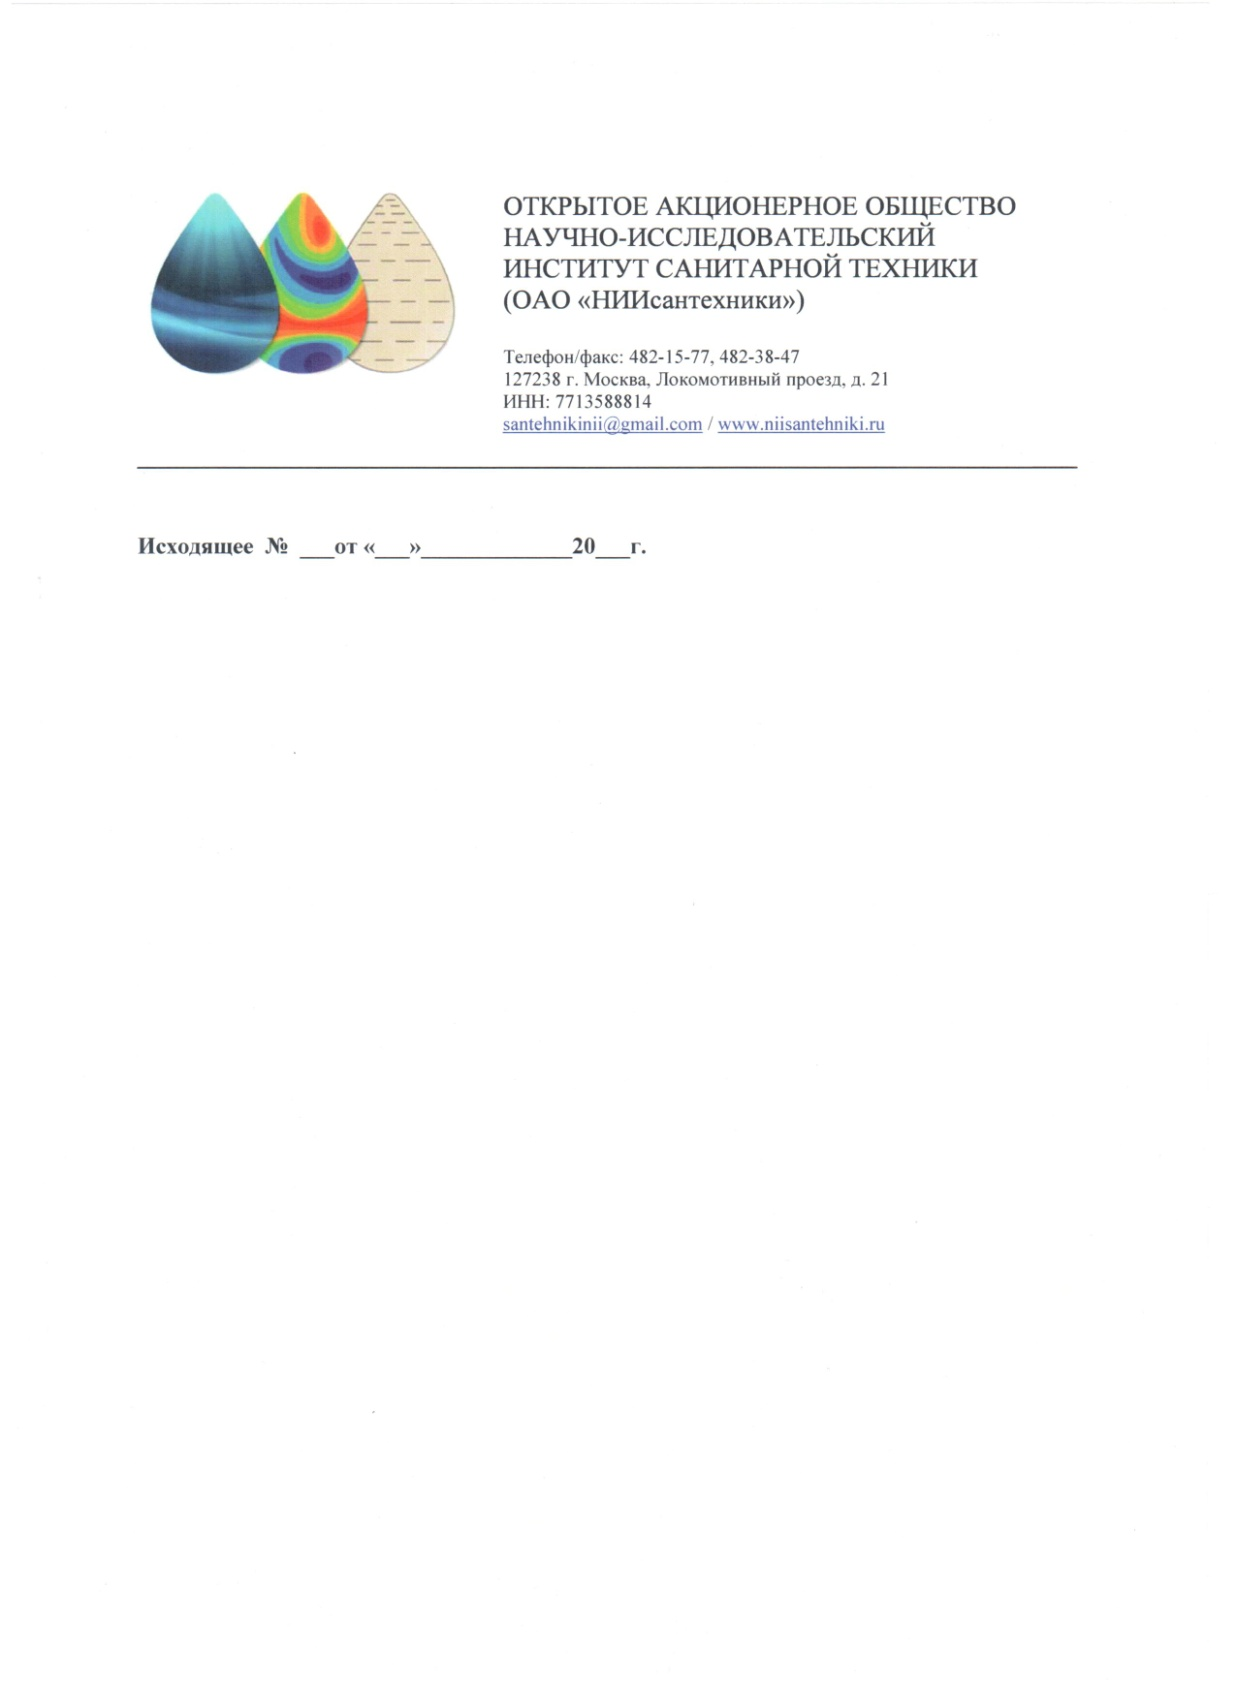 ОТКРЫТОЕ АКЦИОНЕРНОЕ ОБЩЕСТВО
НАУЧНО-ИССЛЕДОВАТЕЛЬСКИЙ
ИНСТИТУТ САНИТАРНОЙ ТЕХНИКИ
(ОАО «НИИсантехники»)
Телефон/факс: 482-15-77, 482-38-47
127238 г. Москва, Локомотивный проезд, д. 21
ИНН: 7713588814
santehnikinii@gmail.com / www.niisantehniki.ru
Исходящее № ___от «___»_____________20___г.